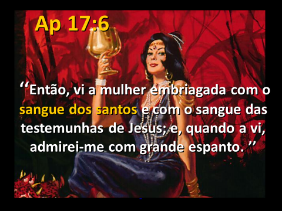 Ap 17:6
“Então, vi a mulher embriagada com o
sangue dos santos e com o sangue das
testemunhas de Jesus; e, quando a vi,
admirei-me com grande espanto. ”